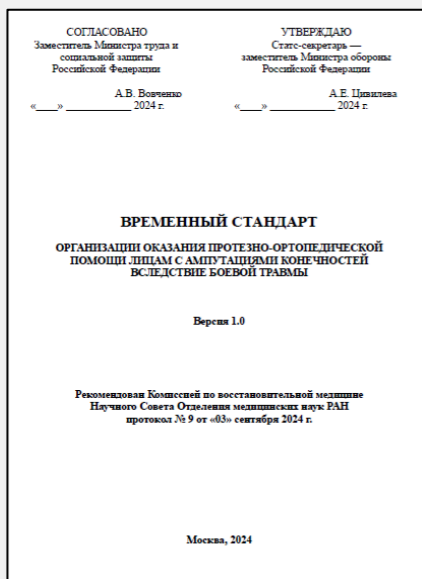 СОГЛАСОВАНО
Заместитель Министра труда и
социальной защиты
Российской Федерации
А.В. Вовченко
«____» ____________ 2024 г.
УТВЕРЖДАЮ
Статс-секретарь —
заместитель Министра обороны
Российской Федерации
А.Е. Цивилева
«____» ____________ 2024 г.
ВРЕМЕННЫЙ СТАНДАРТ
ОРГАНИЗАЦИИ ОКАЗАНИЯ ПРОТЕЗНО-ОРТОПЕДИЧЕСКОЙ
ПОМОЩИ ЛИЦАМ С АМПУТАЦИЯМИ КОНЕЧНОСТЕЙ
ВСЛЕДСТВИЕ БОЕВОЙ ТРАВМЫ
Версия 1.0
Рекомендован Комиссией по восстановительной медицине
Научного Совета Отделения медицинских наук РАН
протокол № 9 от «03» сентября 2024 г.
Москва, 2024